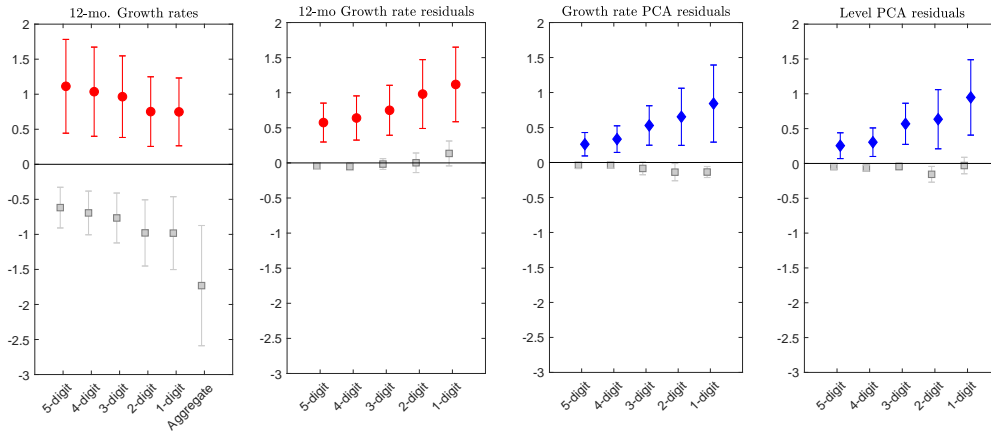 12-mo. Growth rates
2
1.5
1
0.5
0
-0.5
-1
-1.5
-2
-2.5
-3
5-digit
4-digit
3-digit
2-digit
1-digit
Aggregate
12-mo Growth rate residuals
2
1.5
1
0.5
0
-0.5
-1
-1.5
-2
-2.5
-3
5-digit
4-digit
3-digit
2-digit
1-digit
Growth rate PCA residuals
2
1.5
1
0.5
0
-0.5
-1
-1.5
-2
-2.5
-3
5-digit
4-digit
3-digit
2-digit
1-digit
Level PCA residuals
2
1.5
1
0.5
0
-0.5
-1
-1.5
-2
-2.5
-3
5-digit
4-digit
3-digit
2-digit
1-digit